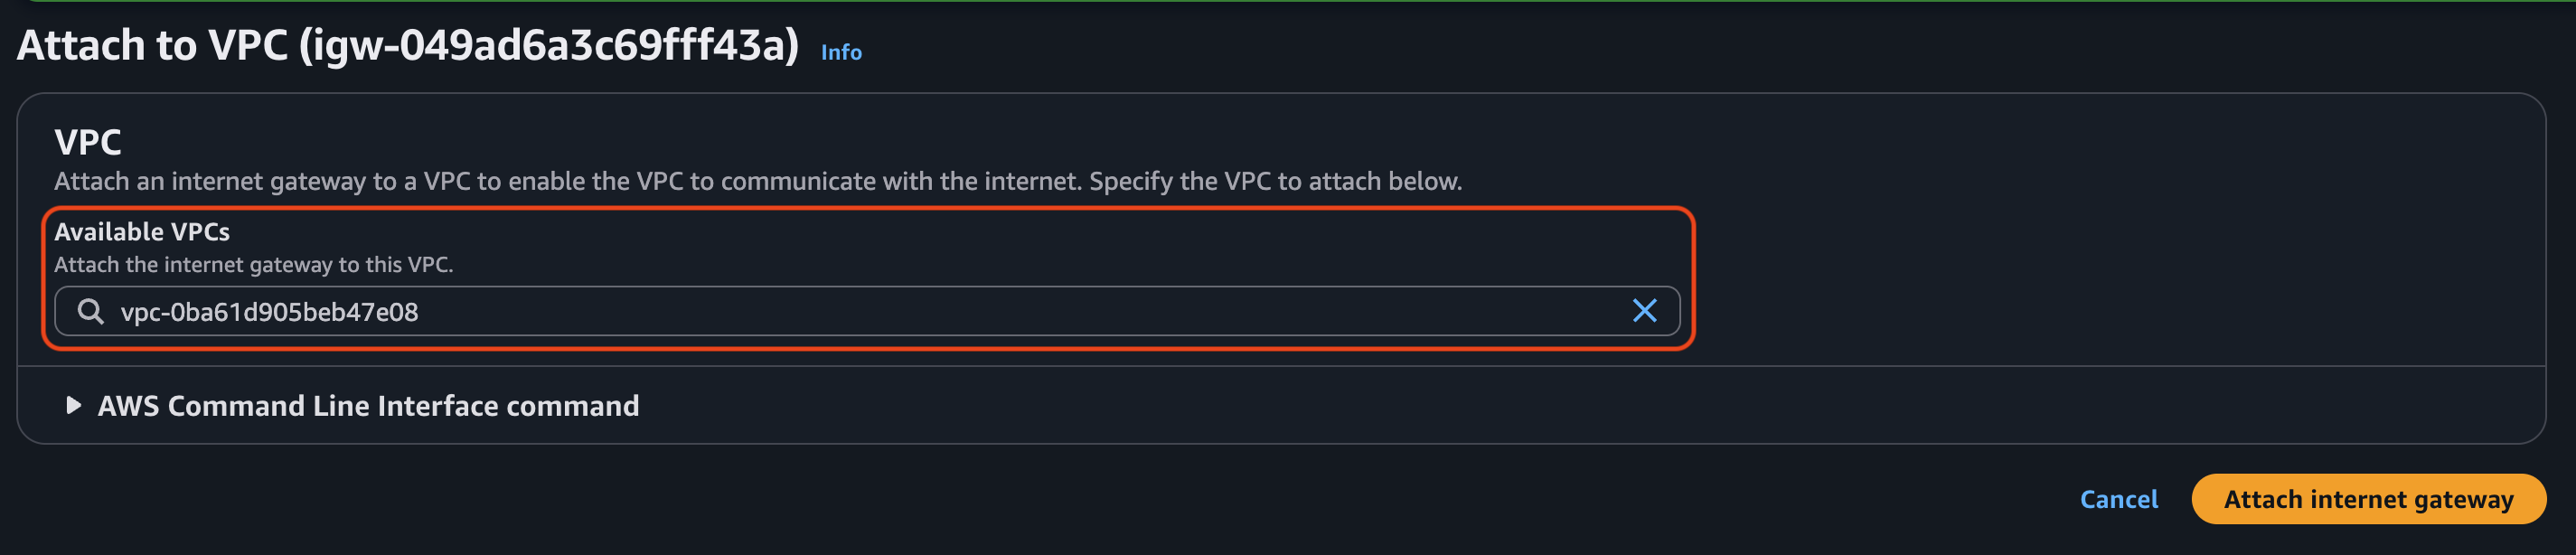 Attach to VPC (igw-049ad6a3c69fff43a) Info
VPC
Attach an internet gateway to a VPC to enable the VPC to communicate with the internet. Specify the VPC to attach below.
Available VPCs
Attach the internet gateway to this VPC.
vpc-0ba61d905beb47e08
AWS Command Line Interface command
Cancel Attach internet gateway